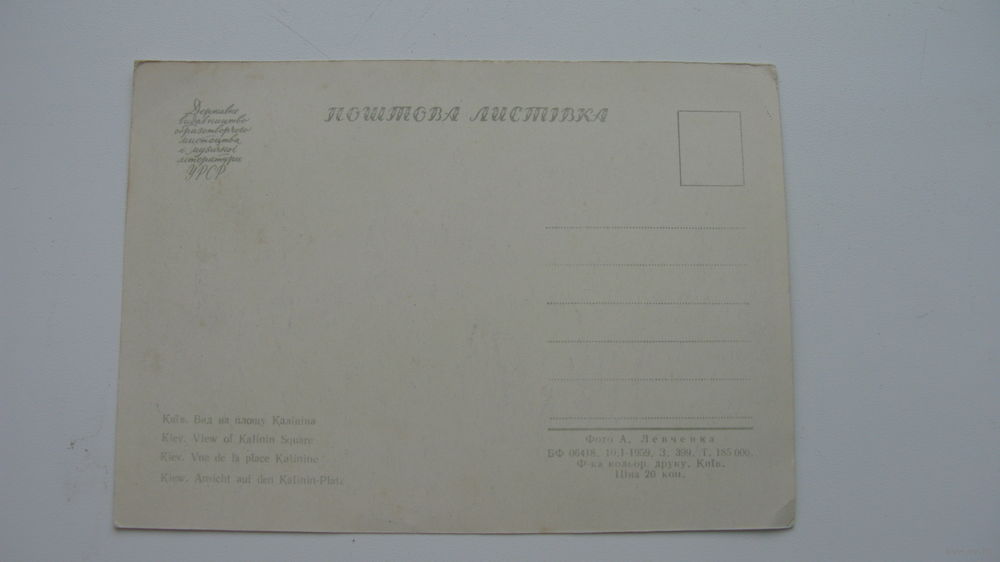 Державне
видавництво
образотворчого
мистецтва
і музичної
літератури
УРСР
ПОШТОВА ЛИСТІВКА
Київ. Вид на площу Калініна
Kiev. View of Kalinin Square
Kiev. Vue de la place Kalinine
Kiew. Ansicht auf den Kalinin-Platz
Фото А. Левченка
БФ 06418. 10.I-1959. З. 399. Т. 185 000.
Ф-ка кольор. друку. Київ.
Ціна 20 коп.